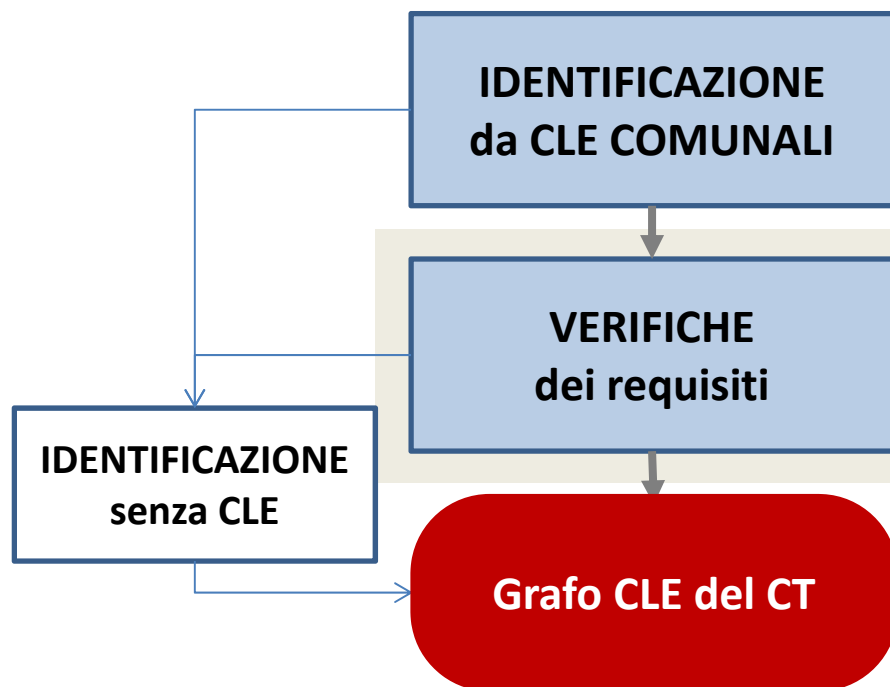 IDENTIFICAZIONE
da CLE COMUNALI
VERIFICHE
dei requisiti
IDENTIFICAZIONE
senza CLE
Grafo CLE del CT